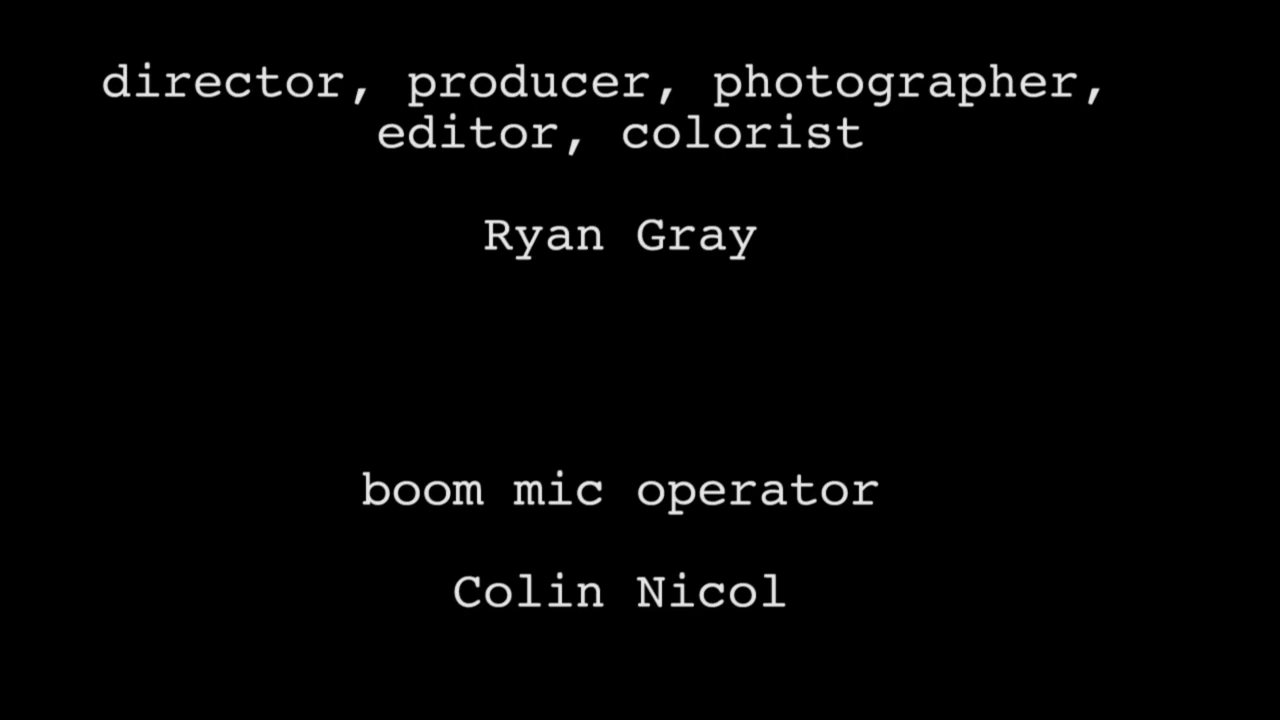 director, producer, photographer,
editor, colorist
Ryan Gray
boom mic operator
Colin Nicol